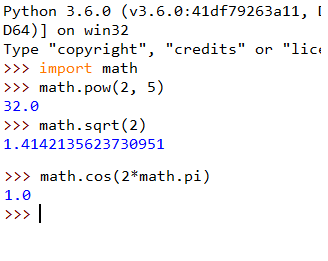 Python 3.6.0 (v3.6.0:41df79263a11, D
D64)] on win32
Type "copyright", "credits" or "lice
>>> import math
>>> math.pow(2, 5)
32.0
>>> math.sqrt(2)
1.4142135623730951
>>> math.cos(2*math.pi)
1.0
>>>